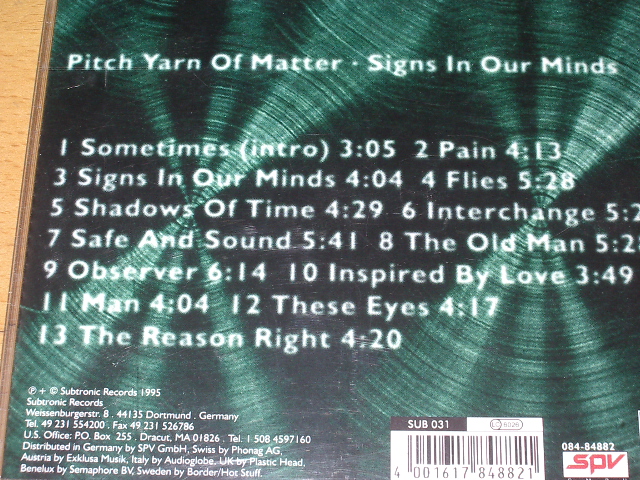 Pitch Yarn Of Matter · Signs In Our Minds
1 Sometimes (intro) 3:05 2 Pain 4:13
3 Signs In Our Minds 4:04 4 Flies 5:28
5 Shadows Of Time 4:29 6 Interchange 5:2
7 Safe And Sound 5:41 8 The Old Man 5:2
9 Observer 6:14 10 Inspired By Love 3:49
11 Man 4:04 12 These Eyes 4:17
13 The Reason Right 4:20
℗ + © Subtronic Records 1995
Subtronic Records
Weissenburgerstr. 8 . 44135 Dortmund . Germany
Tel. 49 231 554200 . Fax 49 231 526786
U.S. Office: P.O. Box 255 . Dracut, MA 01826 . Tel. 1 508 4597160
Distributed in Germany by SPV GmbH, Swiss by Phonag AG,
Austria by Exklusa Musik, Italy by Audioglobe, UK by Plastic Head,
Benelux by Semaphore BV, Sweden by Border/Hot Stuff.
SUB 031
LC 6026
4 001617 848821
084-84882
spv